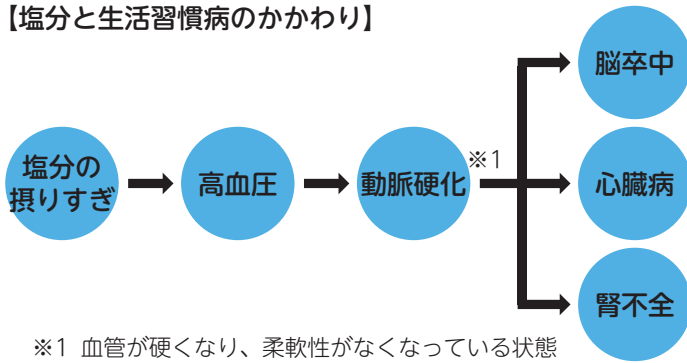 【塩分と生活習慣病のかかわり】
塩分の
摂りすぎ
高血圧
動脈硬化
※1
脳卒中
心臓病
腎不全
※1 血管が硬くなり、柔軟性がなくなっている状態